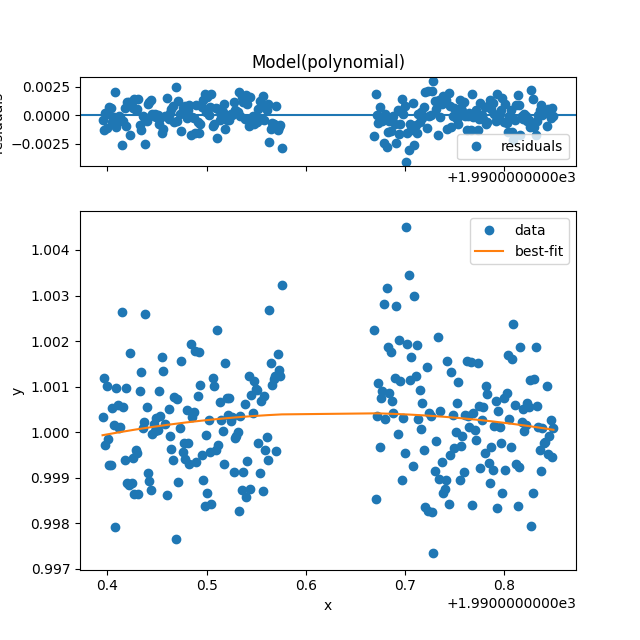 Model(polynomial)
0.0025
0.0000
−0.0025
residuals
residuals
+1.9900000000e3
1.004
1.003
1.002
1.001
1.000
0.999
0.998
0.997
y
data
best-fit
0.4 0.5 0.6 0.7 0.8
x
+1.9900000000e3